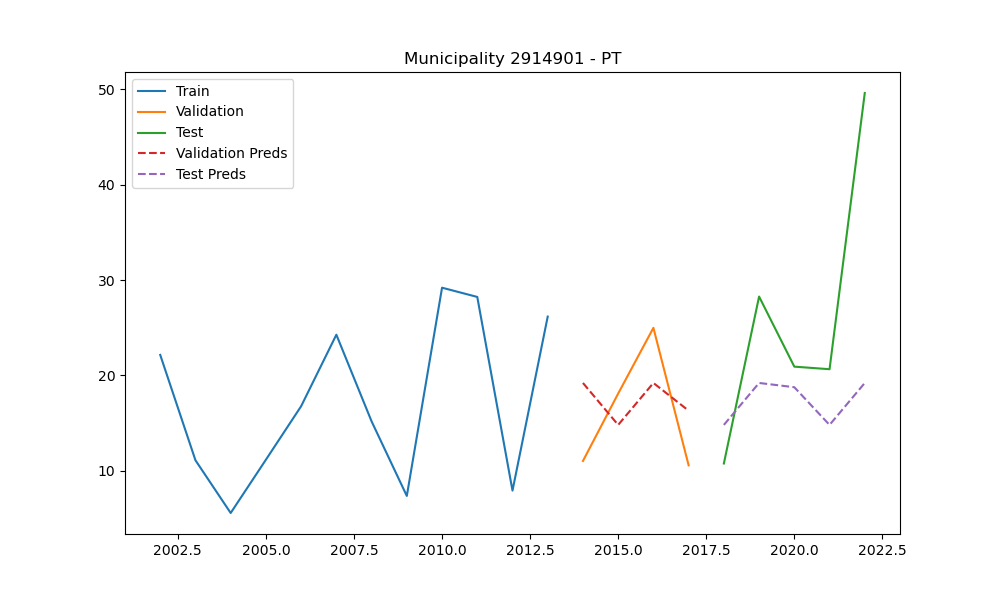 Municipality 2914901 - PT
Train
Validation
Test
Validation Preds
Test Preds
50
40
30
20
10
2002.5 2005.0 2007.5 2010.0 2012.5 2015.0 2017.5 2020.0 2022.5